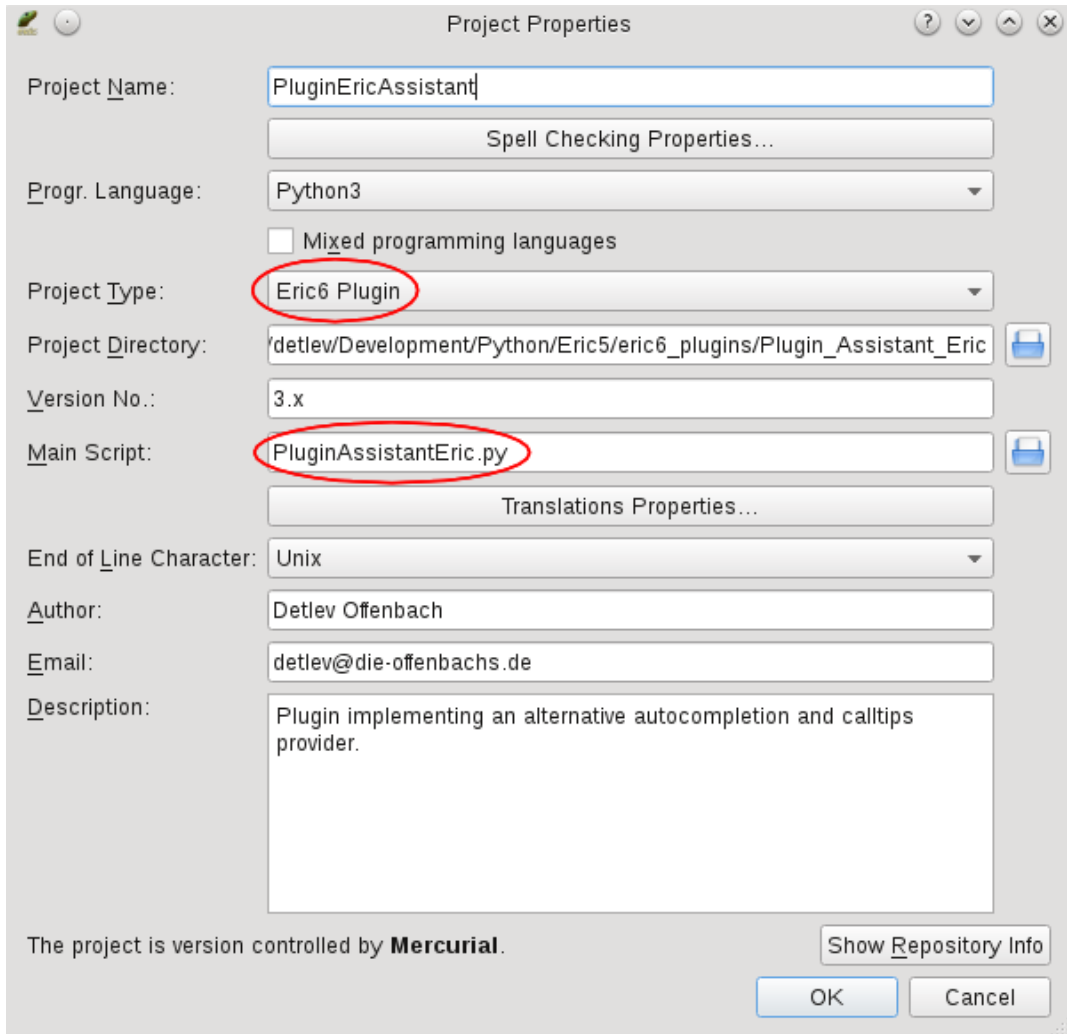 Project Properties
Project Name: PluginEricAssistant
Spell Checking Properties...
Progr. Language: Python3
Mixed programming languages
Project Type: Eric6 Plugin
Project Directory: /detlev/Development/Python/Eric5/eric6_plugins/Plugin_Assistant_Eric
Version No.: 3.x
Main Script: PluginAssistantEric.py
Translations Properties...
End of Line Character: Unix
Author: Detlev Offenbach
Email: detlev@die-offenbachs.de
Description: Plugin implementing an alternative autocompletion and calltips
provider.
The project is version controlled by Mercurial. Show Repository Info
OK Cancel